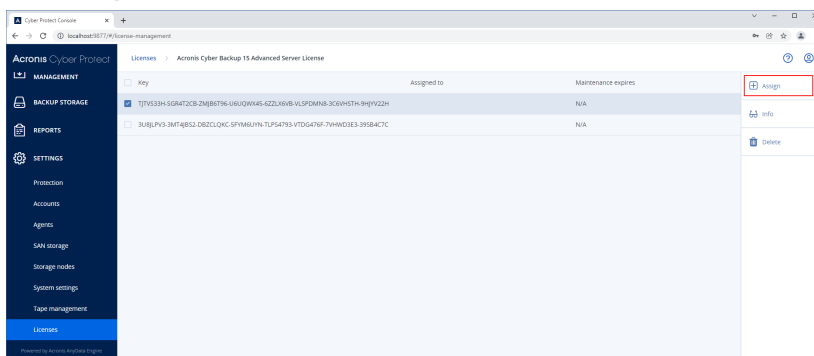 Cyber Protect Console
localhost:9877/#/license-management
Acronis Cyber Protect
Licenses > Acronis Cyber Backup 15 Advanced Server License
MANAGEMENT
Key Assigned to Maintenance expires
Assign
BACKUP STORAGE
TJTVS33H-SGR4T2CB-ZMJB6T96-U6UQWX45-6ZZLX6VB-VLSPDMN8-3C6VH5TH-9HJYV22H N/A
Info
REPORTS
3U8JLPV3-3MT4JBS2-DBZCLQKC-5FYM6UYN-TLPS4793-VTDG476F-7VHWD3E3-395B4C7C N/A
Delete
SETTINGS
Protection
Accounts
Agents
SAN storage
Storage nodes
System settings
Tape management
Licenses
Powered by Acronis AnyData Engine